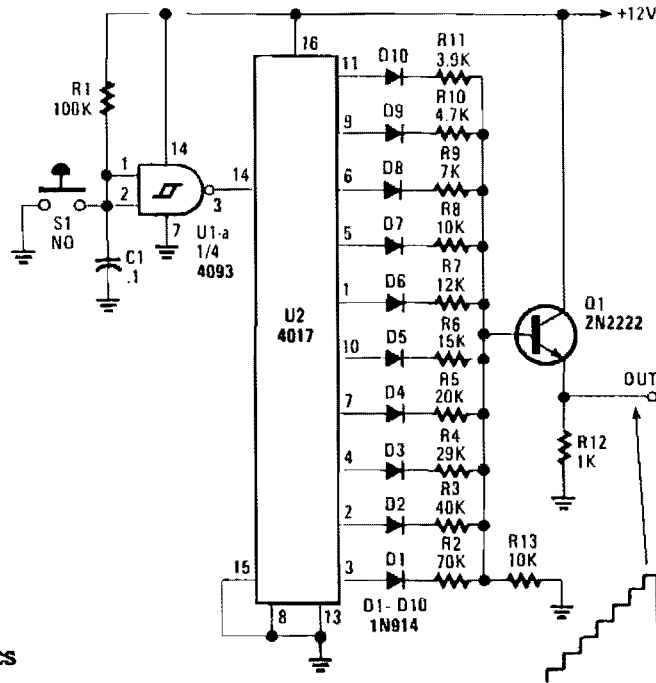 +12V
16
11
D10
R11
3.9K
R1
100K
9
D9
R10
4.7K
14
1
2
3
14
6
D8
R9
7K
S1
NO
7
U1-a
1/4
4093
5
D7
R8
10K
C1
.1
1
D6
R7
12K
U2
4017
Q1
2N2222
10
D5
R6
15K
OUT
7
D4
R5
20K
R12
1K
4
D3
R4
29K
2
D2
R3
40K
15
3
D1
R2
70K
R13
10K
8
13
D1-D10
1N914
cs